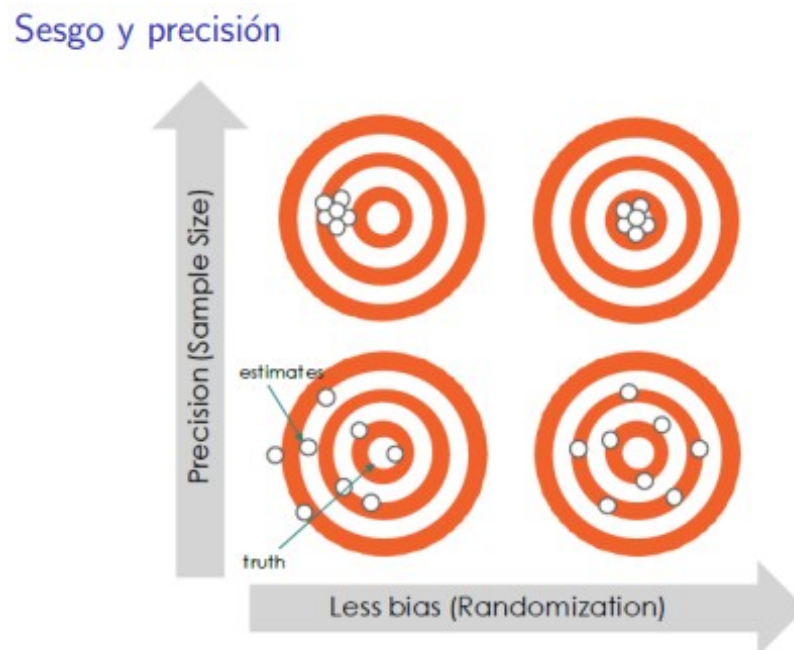 Sesgo y precisión
Precision (Sample Size)
estimates
truth
Less bias (Randomization)